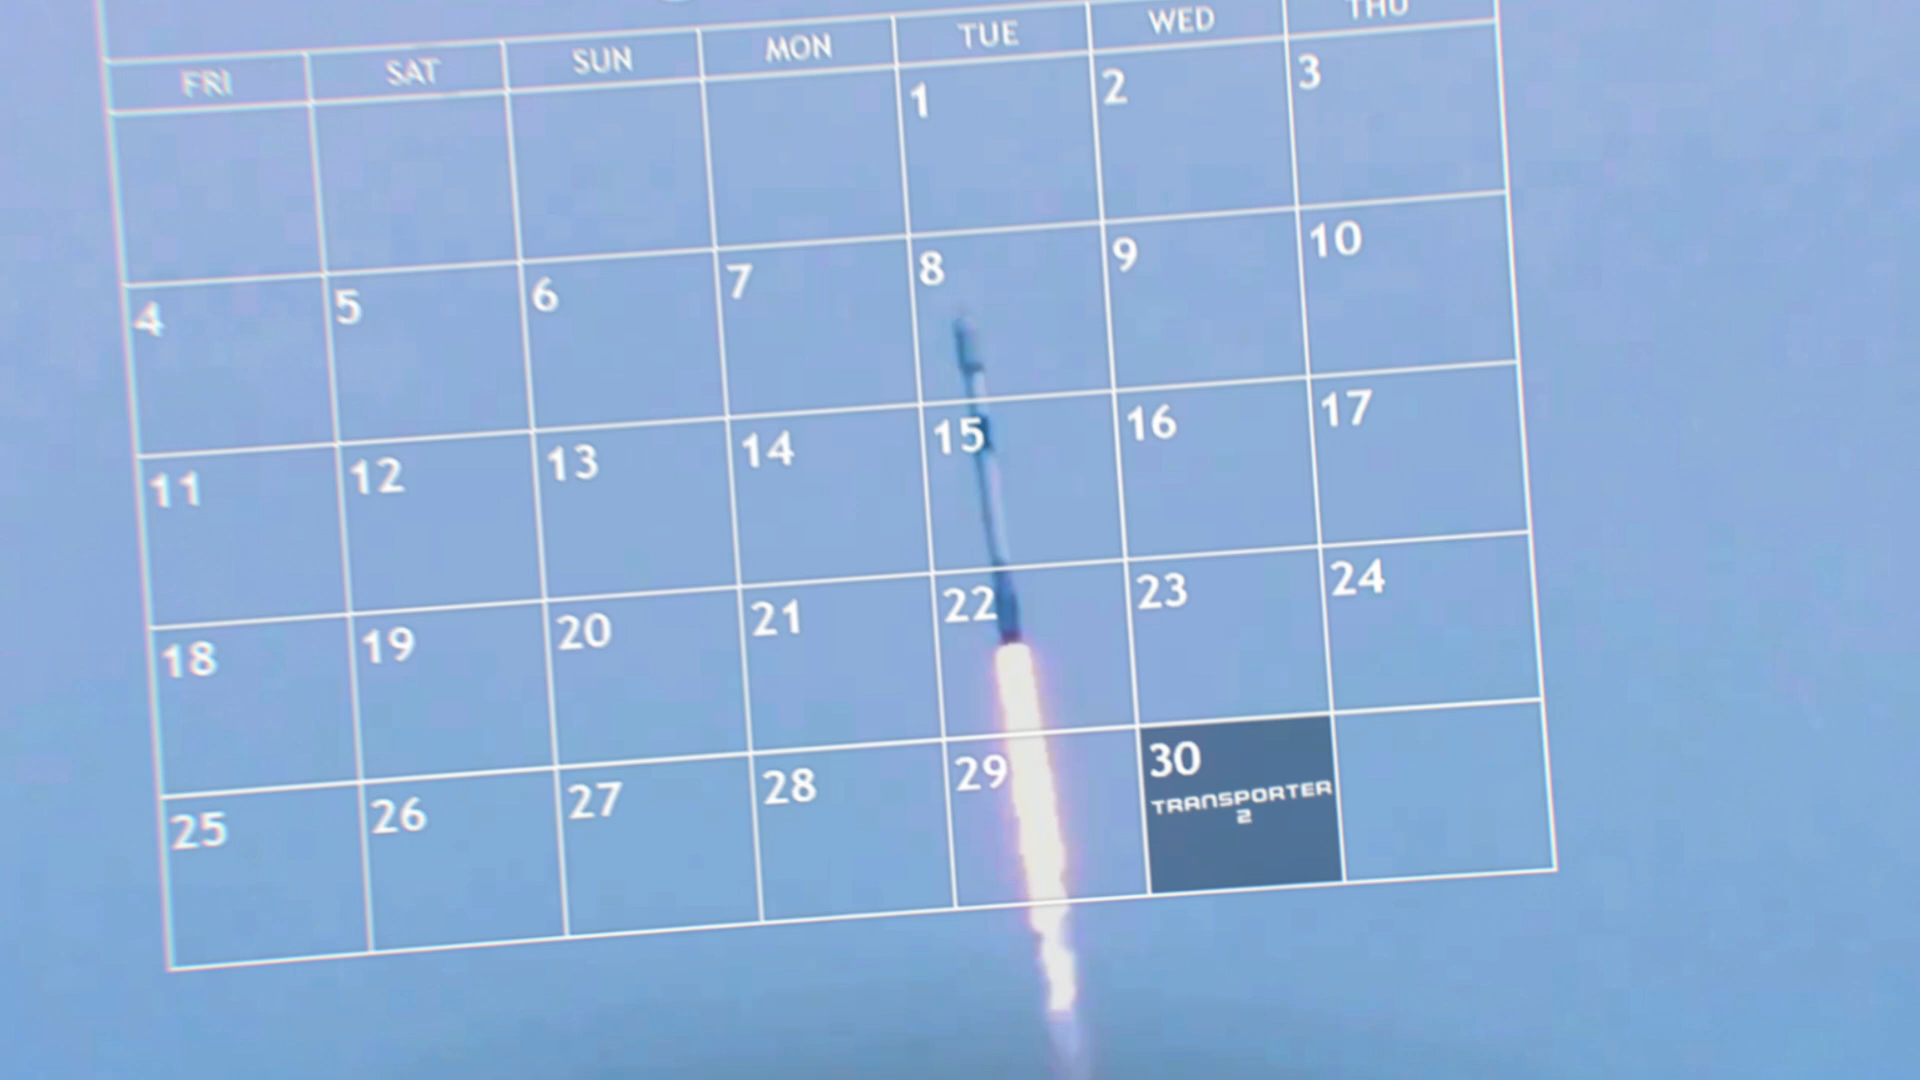 FRI SAT SUN MON TUE WED THU
1 2 3
4 5 6 7 8 9 10
11 12 13 14 15 16 17
18 19 20 21 22 23 24
25 26 27 28 29 30
TRANSPORTER
2